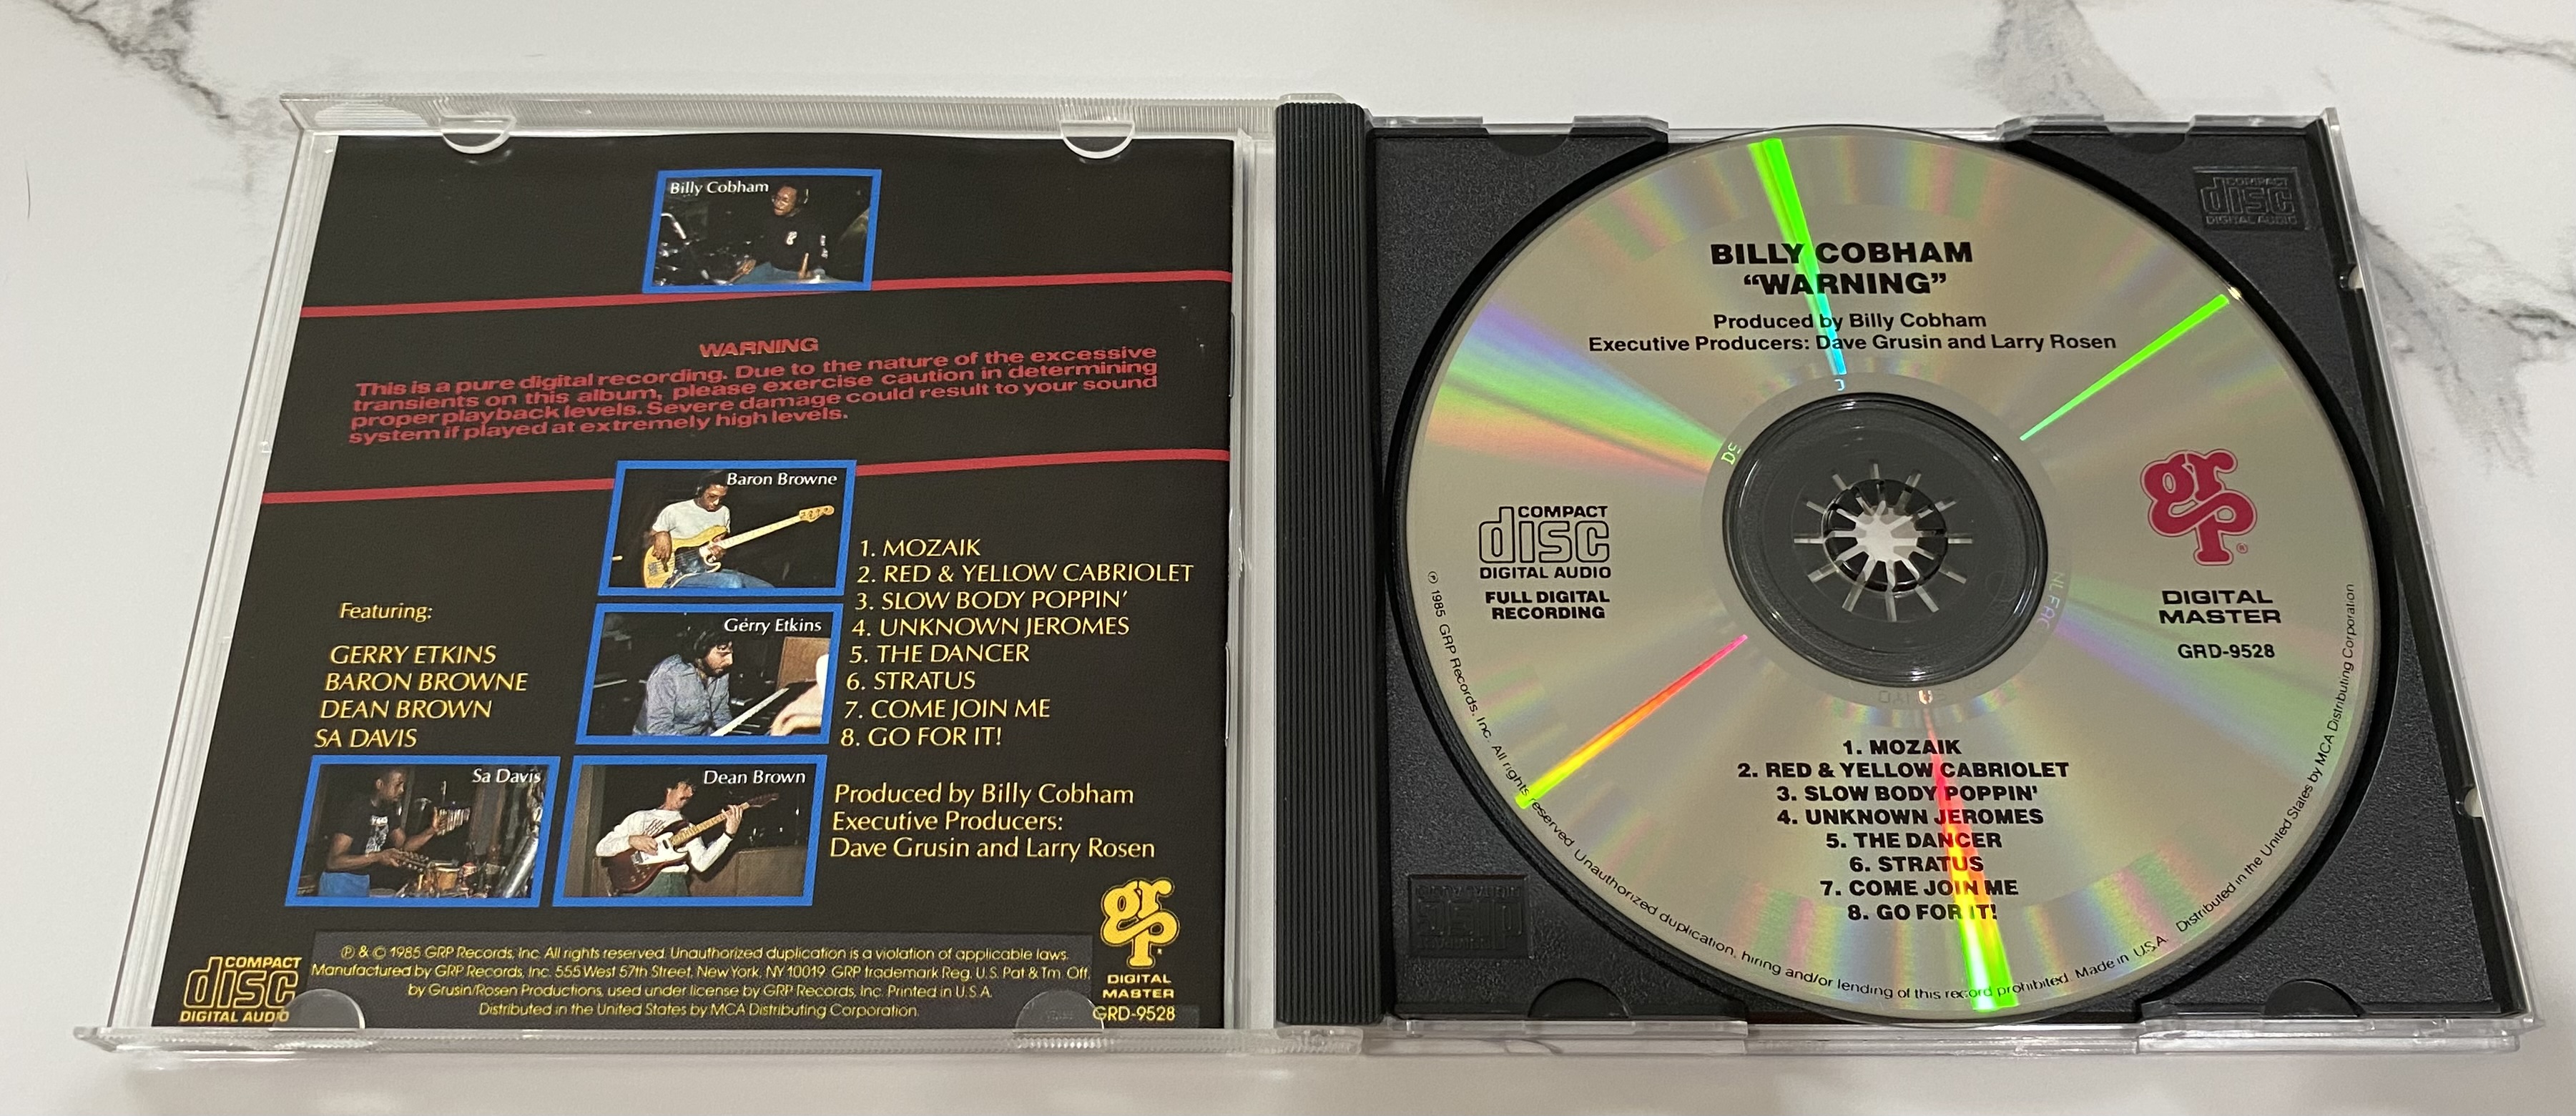 Billy Cobham
WARNING
This is a pure digital recording. Due to the nature of the excessive
transients on this album, please exercise caution in determining
proper playback levels. Severe damage could result to your sound
system if played at extremely high levels.
Baron Browne
Gerry Etkins
Featuring:
GERRY ETKINS
BARON BROWNE
DEAN BROWN
SA DAVIS
Sa Davis
Dean Brown
1. MOZAIK
2. RED & YELLOW CABRIOLET
3. SLOW BODY POPPIN'
4. UNKNOWN JEROMES
5. THE DANCER
6. STRATUS
7. COME JOIN ME
8. GO FOR IT!
Produced by Billy Cobham
Executive Producers:
Dave Grusin and Larry Rosen
grp
DIGITAL
MASTER
GRD-9528
COMPACT
disc
DIGITAL AUDIO
℗ & © 1985 GRP Records, Inc. All rights reserved. Unauthorized duplication is a violation of applicable laws.
Manufactured by GRP Records, Inc. 555 West 57th Street, New York, NY 10019 GRP trademark Reg. U.S. Pat & Tm. Off.
by Grusin/Rosen Productions, used under license by GRP Records, Inc. Printed in U.S.A.
Distributed in the United States by MCA Distributing Corporation.
COMPACT
disc
DIGITAL AUDIO
BILLY COBHAM
“WARNING”
Produced by Billy Cobham
Executive Producers: Dave Grusin and Larry Rosen
COMPACT
disc
DIGITAL AUDIO
FULL DIGITAL
RECORDING
grp®
DIGITAL
MASTER
GRD-9528
1. MOZAIK
2. RED & YELLOW CABRIOLET
3. SLOW BODY POPPIN'
4. UNKNOWN JEROMES
5. THE DANCER
6. STRATUS
7. COME JOIN ME
8. GO FOR IT!
℗ 1985 GRP Records, Inc. All rights reserved. Unauthorized duplication, hiring and/or lending of this record prohibited. Made in U.S.A. Distributed in the United States by MCA Distributing Corporation